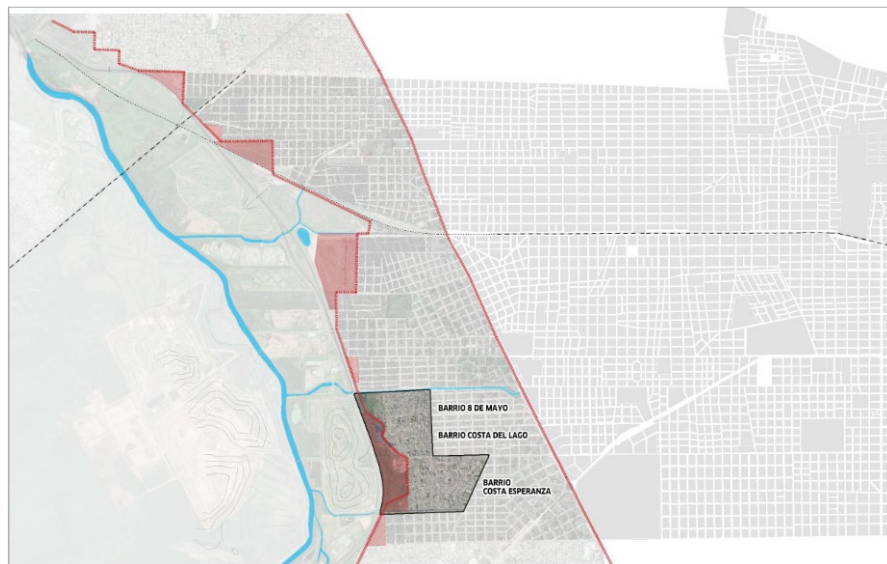 BARRIO 8 DE MAYO
BARRIO COSTA DEL LAGO
BARRIO
COSTA ESPERANZA